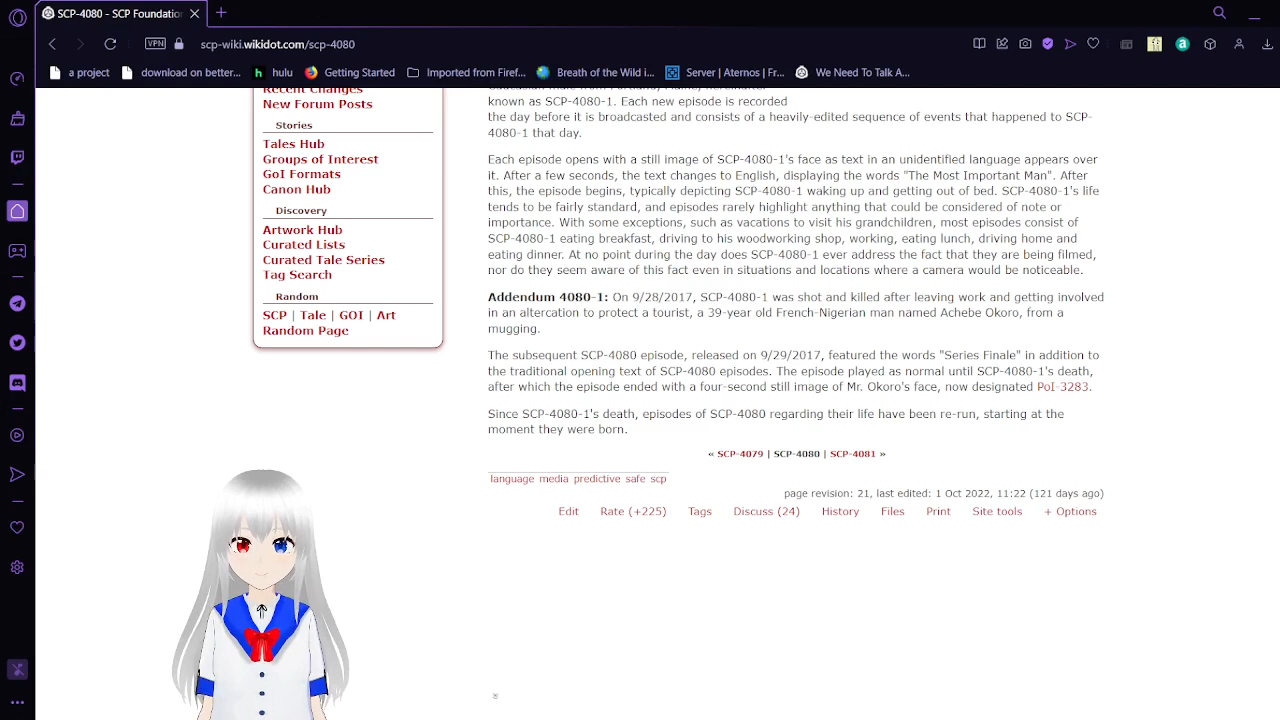 SCP-4080 - SCP Foundation
VPN
scp-wiki.wikidot.com/scp-4080
a project
download on better...
hulu
Getting Started
Imported from Firef...
Breath of the Wild i...
Server | Aternos | Fr...
We Need To Talk A...
Recent Changes
New Forum Posts
Stories
Tales Hub
Groups of Interest
GoI Formats
Canon Hub
Discovery
Artwork Hub
Curated Lists
Curated Tale Series
Tag Search
Random
SCP | Tale | GOI | Art
Random Page
Caucasian male from Portland, Maine, hereafter
known as SCP-4080-1. Each new episode is recorded
the day before it is broadcasted and consists of a heavily-edited sequence of events that happened to SCP-
4080-1 that day.
Each episode opens with a still image of SCP-4080-1's face as text in an unidentified language appears over
it. After a few seconds, the text changes to English, displaying the words "The Most Important Man". After
this, the episode begins, typically depicting SCP-4080-1 waking up and getting out of bed. SCP-4080-1's life
tends to be fairly standard, and episodes rarely highlight anything that could be considered of note or
importance. With some exceptions, such as vacations to visit his grandchildren, most episodes consist of
SCP-4080-1 eating breakfast, driving to his woodworking shop, working, eating lunch, driving home and
eating dinner. At no point during the day does SCP-4080-1 ever address the fact that they are being filmed,
nor do they seem aware of this fact even in situations and locations where a camera would be noticeable.
Addendum 4080-1: On 9/28/2017, SCP-4080-1 was shot and killed after leaving work and getting involved
in an altercation to protect a tourist, a 39-year old French-Nigerian man named Achebe Okoro, from a
mugging.
The subsequent SCP-4080 episode, released on 9/29/2017, featured the words "Series Finale" in addition to
the traditional opening text of SCP-4080 episodes. The episode played as normal until SCP-4080-1's death,
after which the episode ended with a four-second still image of Mr. Okoro's face, now designated PoI-3283.
Since SCP-4080-1's death, episodes of SCP-4080 regarding their life have been re-run, starting at the
moment they were born.
« SCP-4079 | SCP-4080 | SCP-4081 »
language media predictive safe scp
page revision: 21, last edited: 1 Oct 2022, 11:22 (121 days ago)
Edit Rate (+225) Tags Discuss (24) History Files Print Site tools + Options